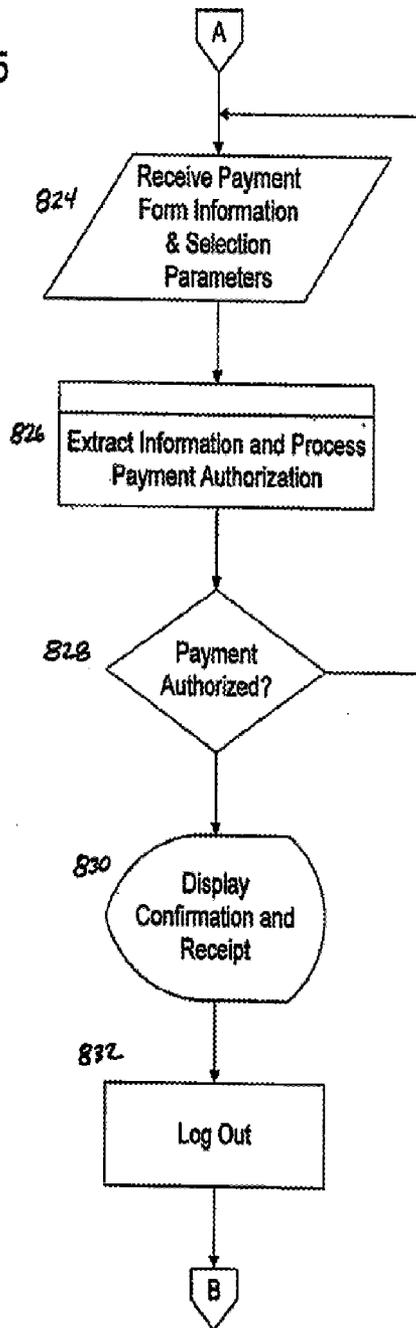 A
824
Receive Payment
Form Information
& Selection
Parameters
826
Extract Information and Process
Payment Authorization
828
Payment
Authorized?
830
Display
Confirmation and
Receipt
832
Log Out
B